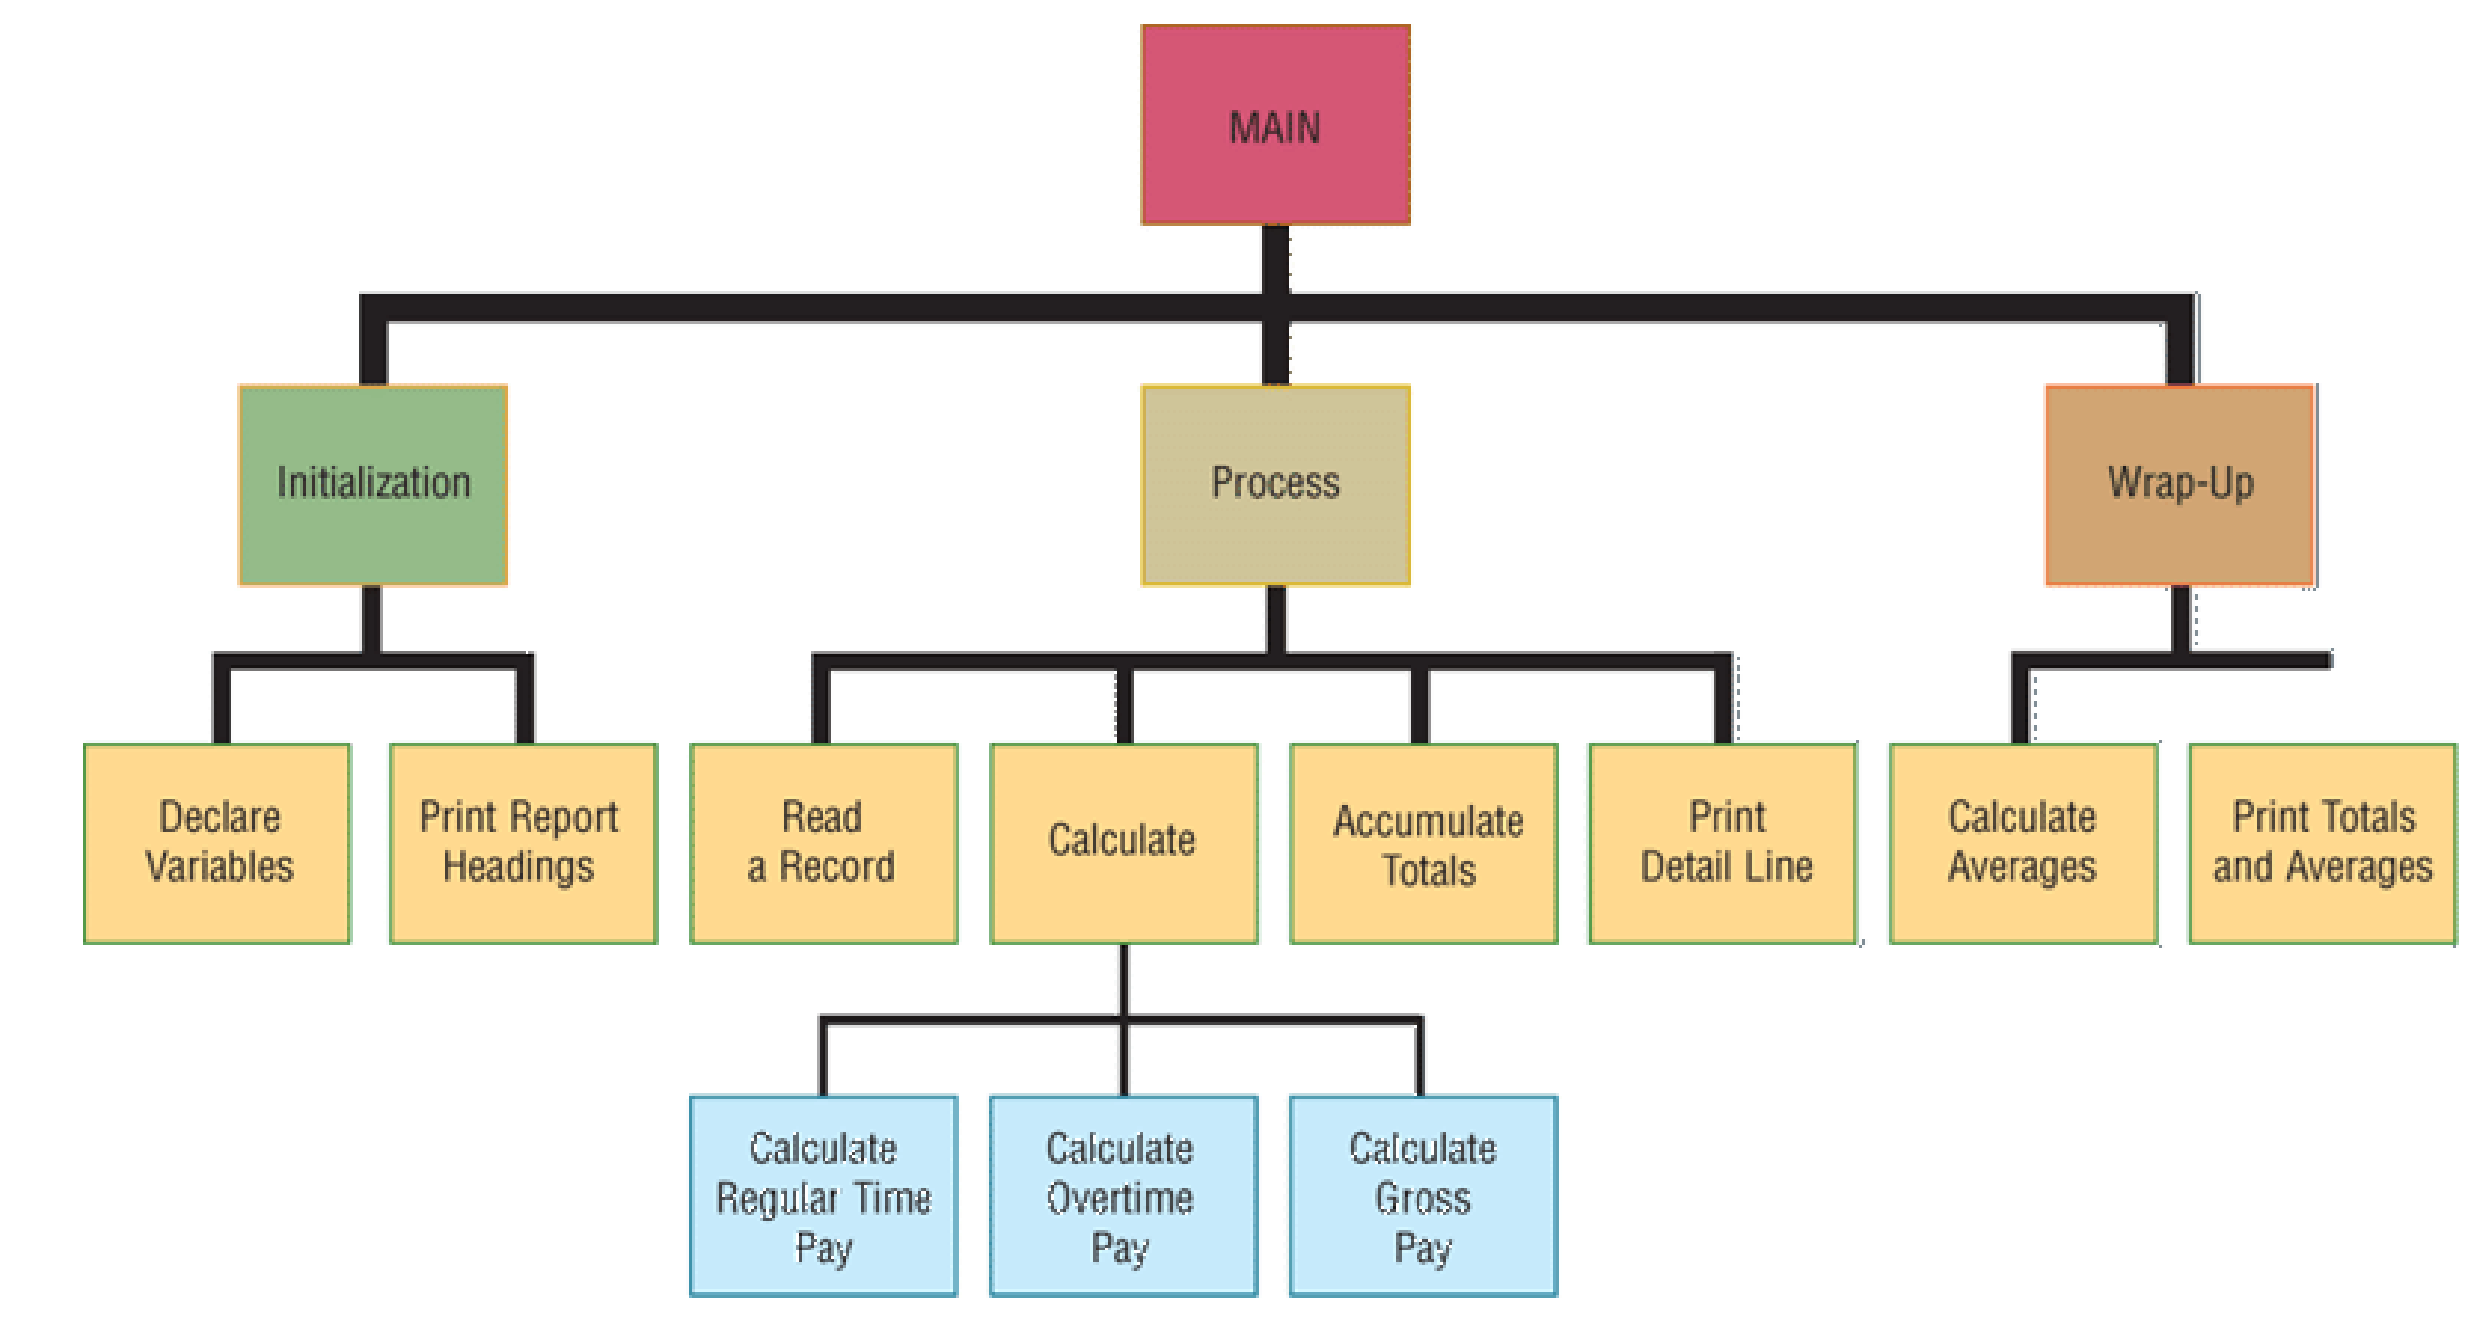 MAIN
Initialization
Process
Wrap-Up
Declare
Variables
Print Report
Headings
Read
a Record
Calculate
Accumulate
Totals
Print
Detail Line
Calculate
Averages
Print Totals
and Averages
Calculate
Regular Time
Pay
Calculate
Overtime
Pay
Calculate
Gross
Pay